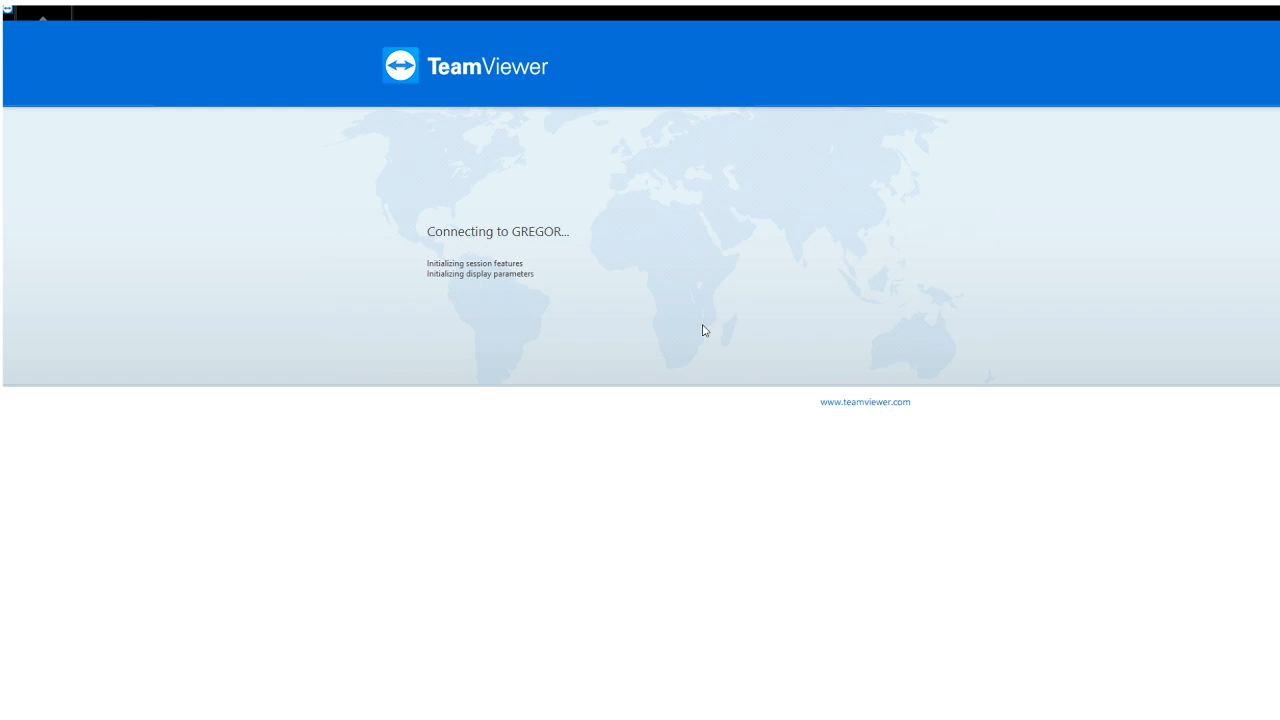 TeamViewer
Connecting to GREGOR...
Initializing session features
Initializing display parameters
www.teamviewer.com